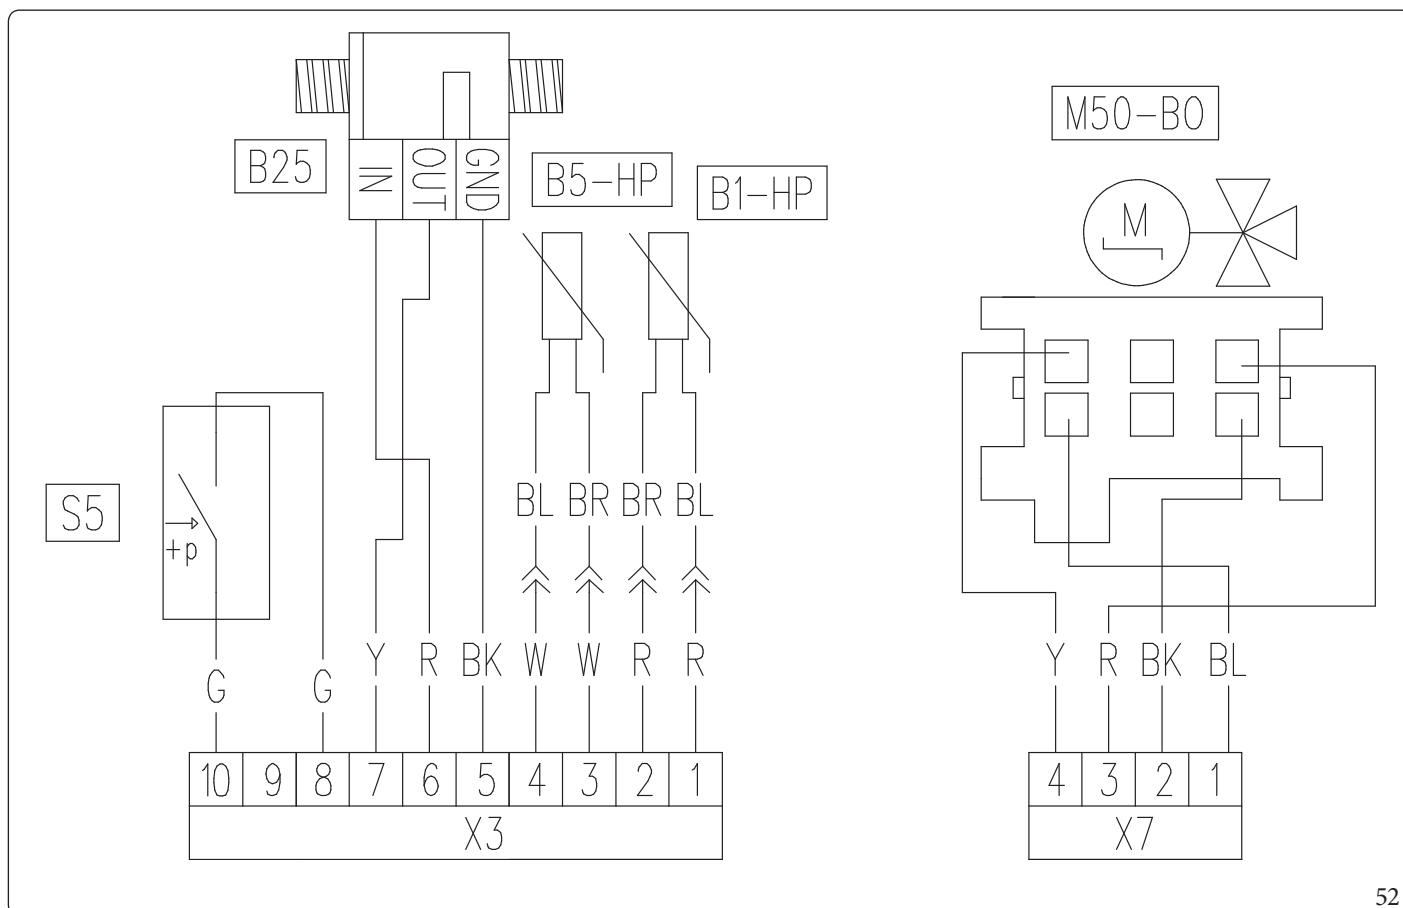 M50-B0
B25
IN
OUT
GND
B5-HP
B1-HP
M
S5
+p
BL BR BR BL
G G Y R BK W W R R
Y R BK BL
10 9 8 7 6 5 4 3 2 1
X3
4 3 2 1
X7
52